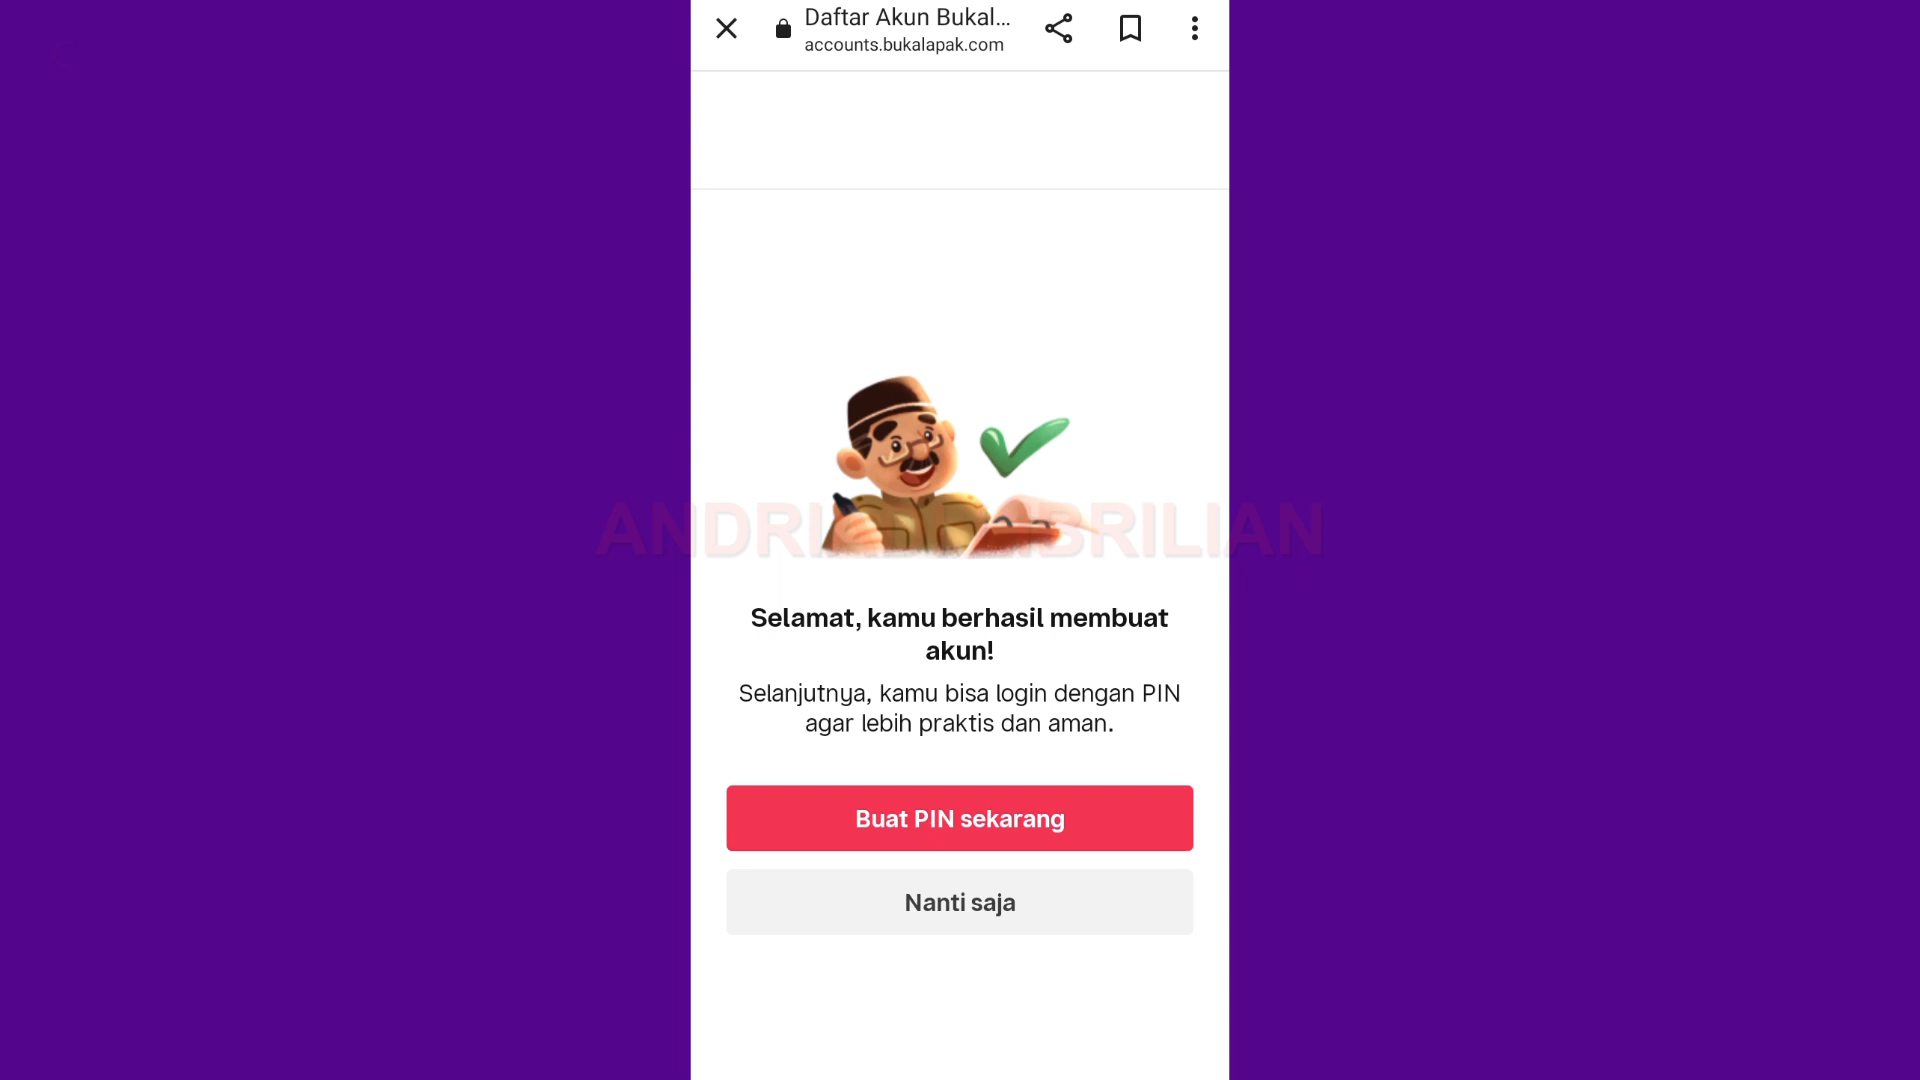 Daftar Akun Bukal...
accounts.bukalapak.com
Selamat, kamu berhasil membuat
akun!
Selanjutnya, kamu bisa login dengan PIN
agar lebih praktis dan aman.
Buat PIN sekarang
Nanti saja